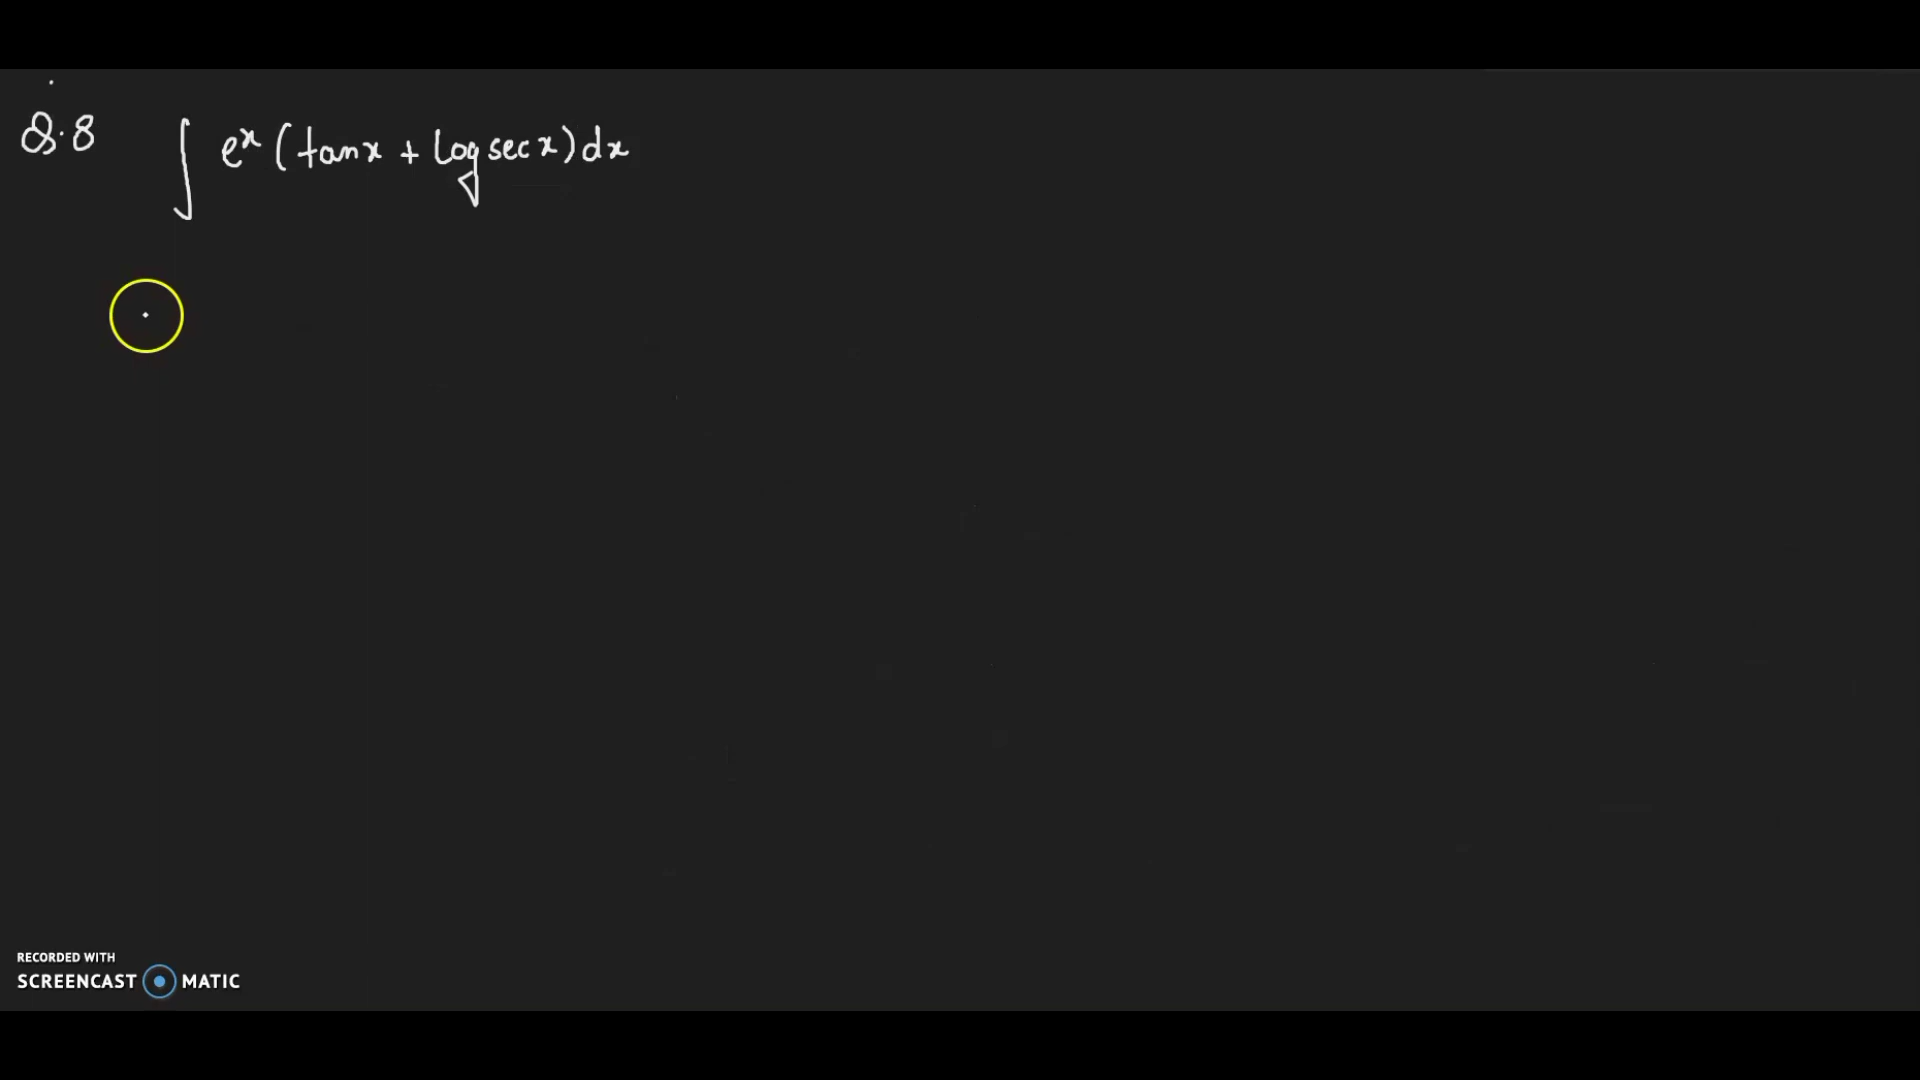 Q.8 ∫ eˣ (tanx + log secx) dx
RECORDED WITH
SCREENCAST MATIC